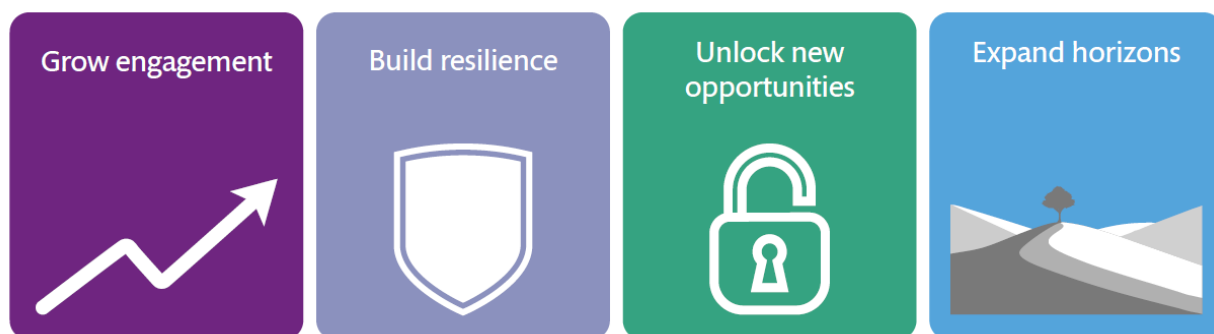 Grow engagement
Build resilience
Unlock new
opportunities
Expand horizons